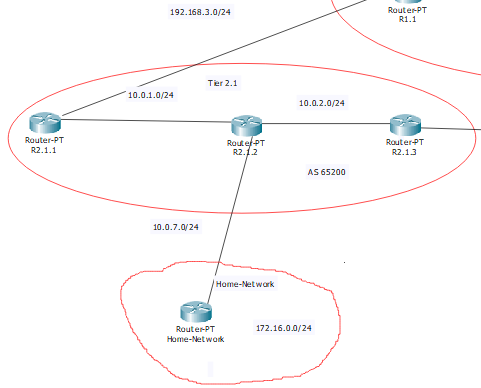 192.168.3.0/24
Router-PT
R1.1
Tier 2.1
10.0.1.0/24
10.0.2.0/24
Router-PT
R2.1.1
Router-PT
R2.1.2
Router-PT
R2.1.3
AS 65200
10.0.7.0/24
Home-Network
Router-PT
Home-Network
172.16.0.0/24